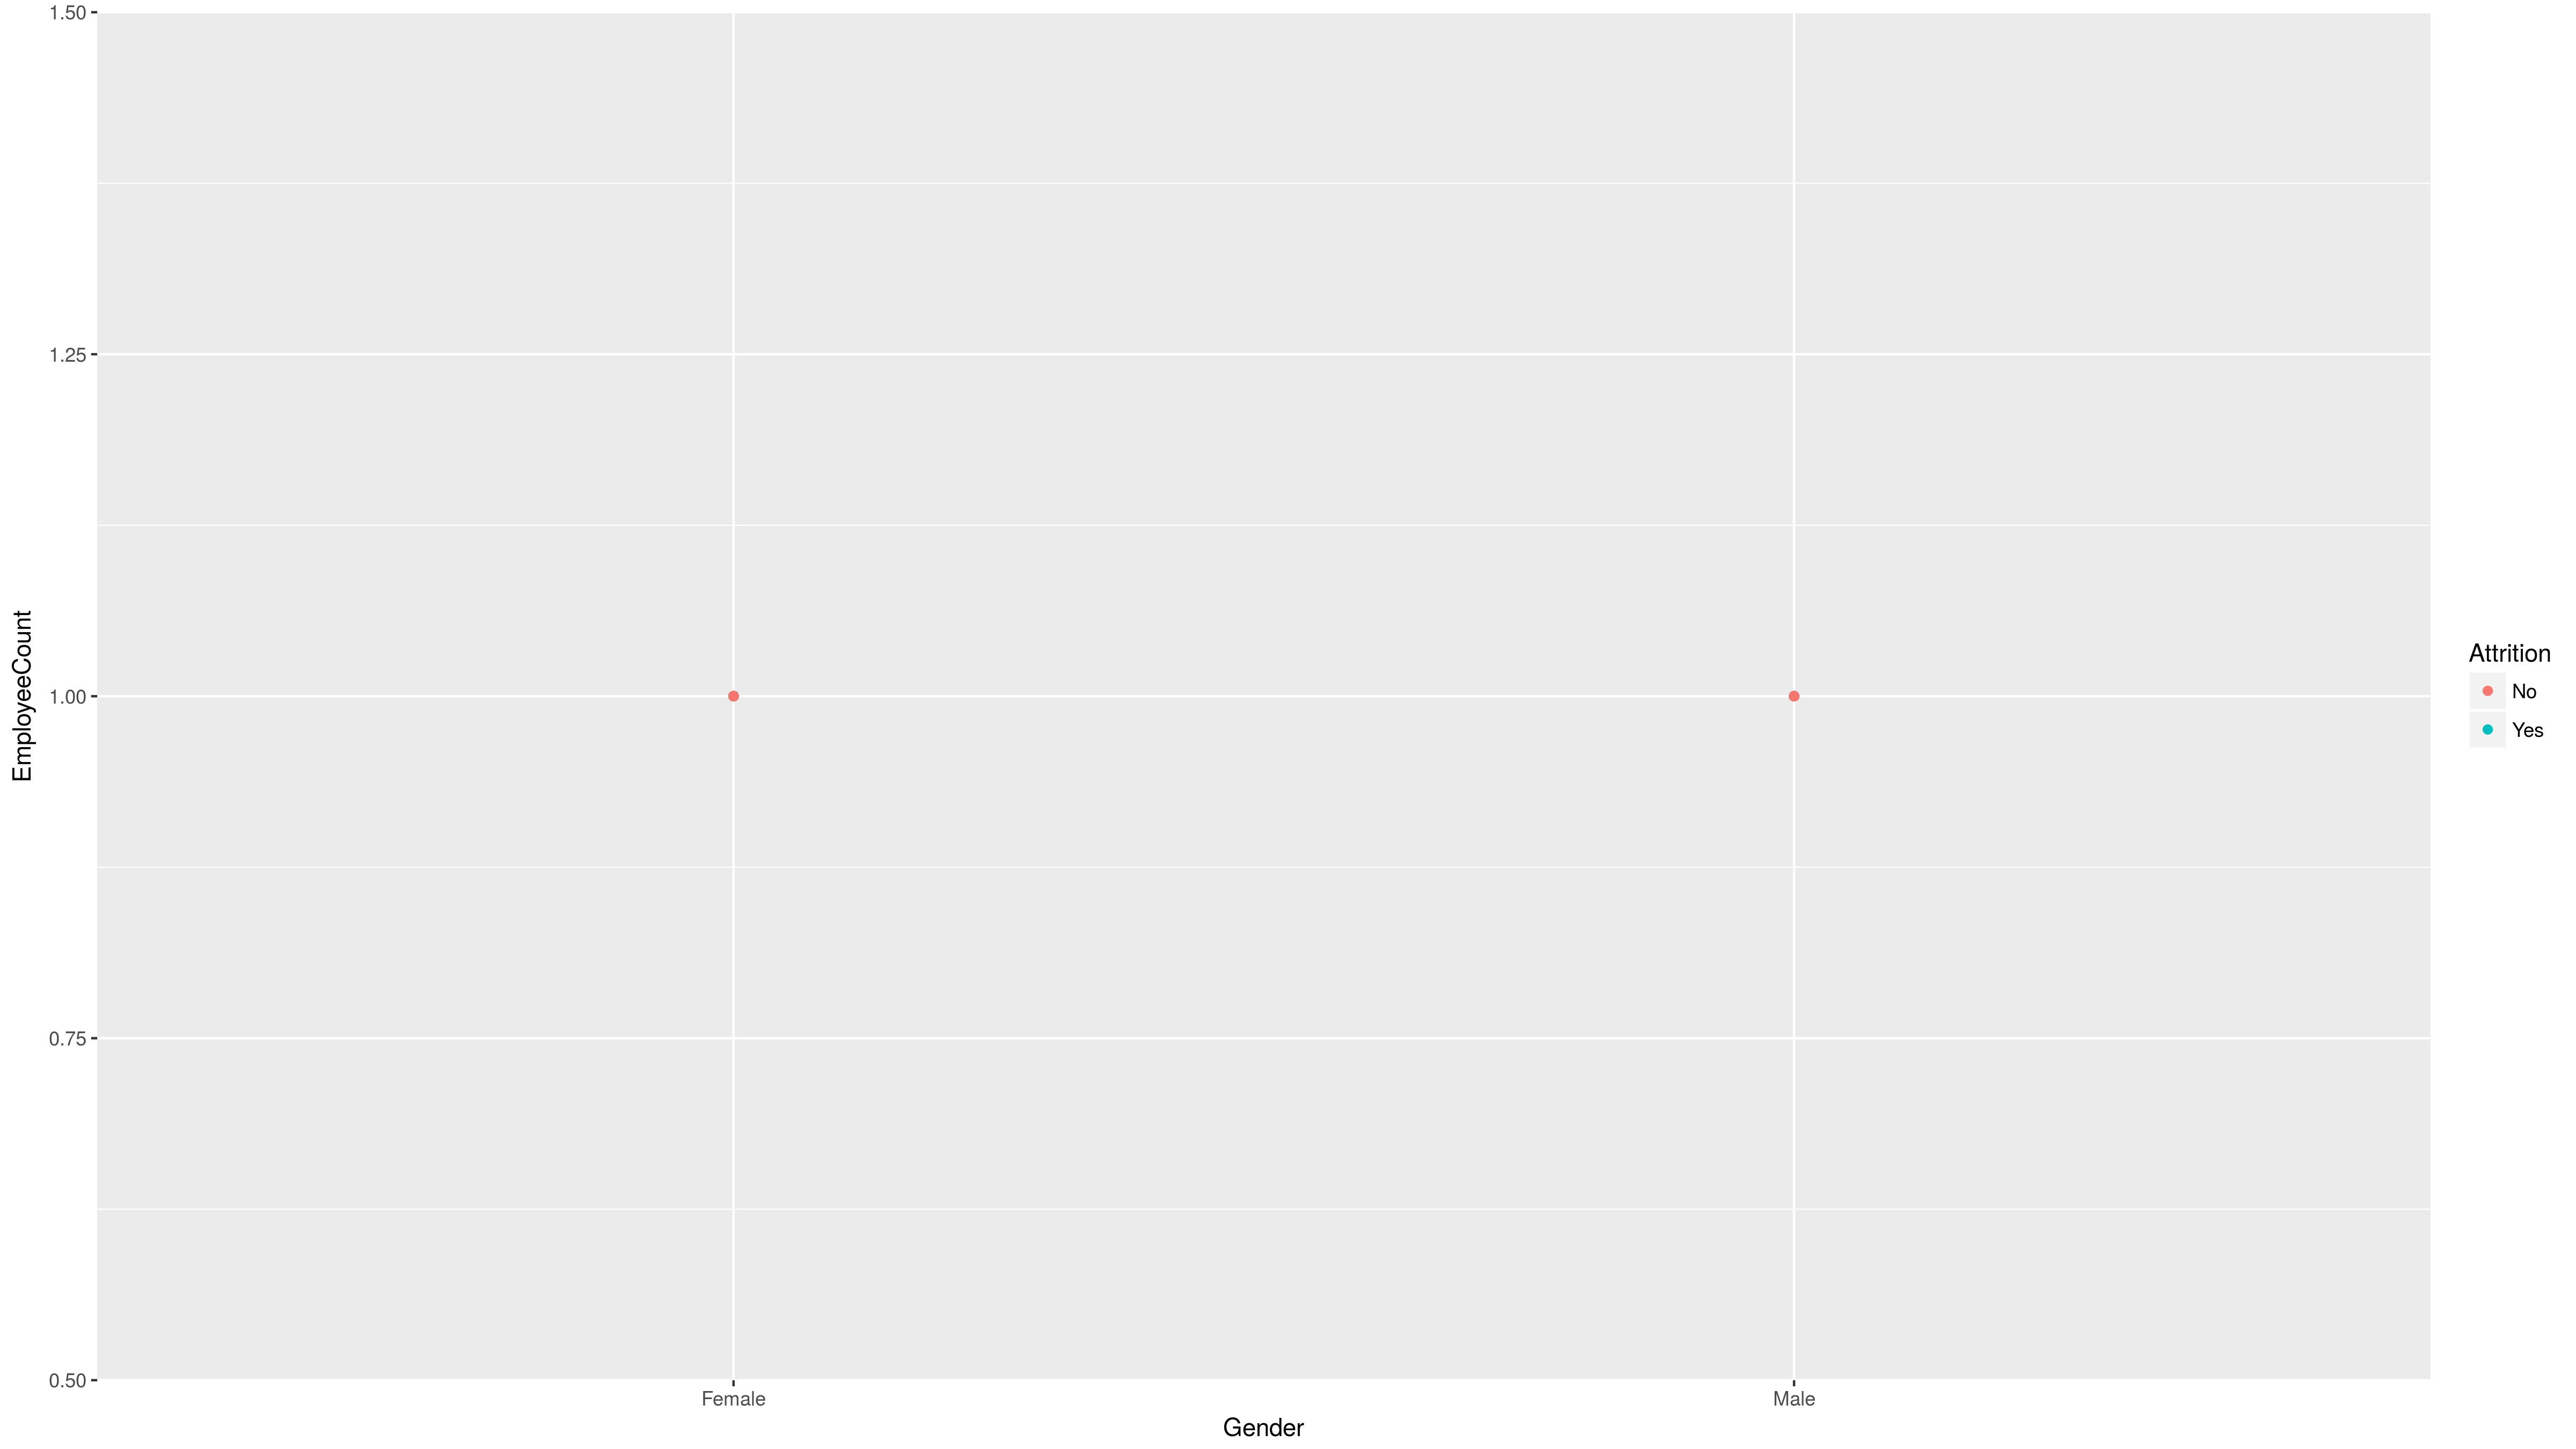 1.50
1.25
1.00
0.75
0.50
EmployeeCount
Female
Male
Gender
Attrition
No
Yes